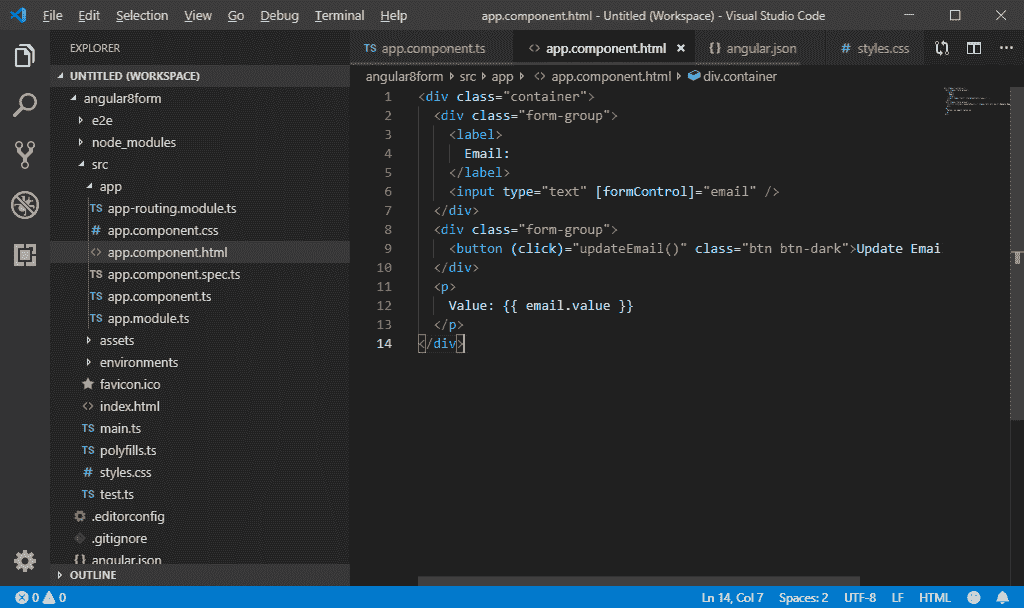 File Edit Selection View Go Debug Terminal Help app.component.html - Untitled (Workspace) - Visual Studio Code
EXPLORER
UNTITLED (WORKSPACE)
angular8form
e2e
node_modules
src
app
TS app-routing.module.ts
# app.component.css
<> app.component.html
TS app.component.spec.ts
TS app.component.ts
TS app.module.ts
assets
environments
favicon.ico
<> index.html
TS main.ts
TS polyfills.ts
# styles.css
TS test.ts
.editorconfig
.gitignore
{} angular.json
OUTLINE
TS app.component.ts <> app.component.html × {} angular.json # styles.css
angular8form src app <> app.component.html div.container
1 <div class="container">
2 <div class="form-group">
3 <label>
4 Email:
5 </label>
6 <input type="text" [formControl]="email" />
7 </div>
8 <div class="form-group">
9 <button (click)="updateEmail()" class="btn btn-dark">Update Emai
10 </div>
11 <p>
12 Value: {{ email.value }}
13 </p>
14 </div>
0 0 Ln 14, Col 7 Spaces: 2 UTF-8 LF HTML